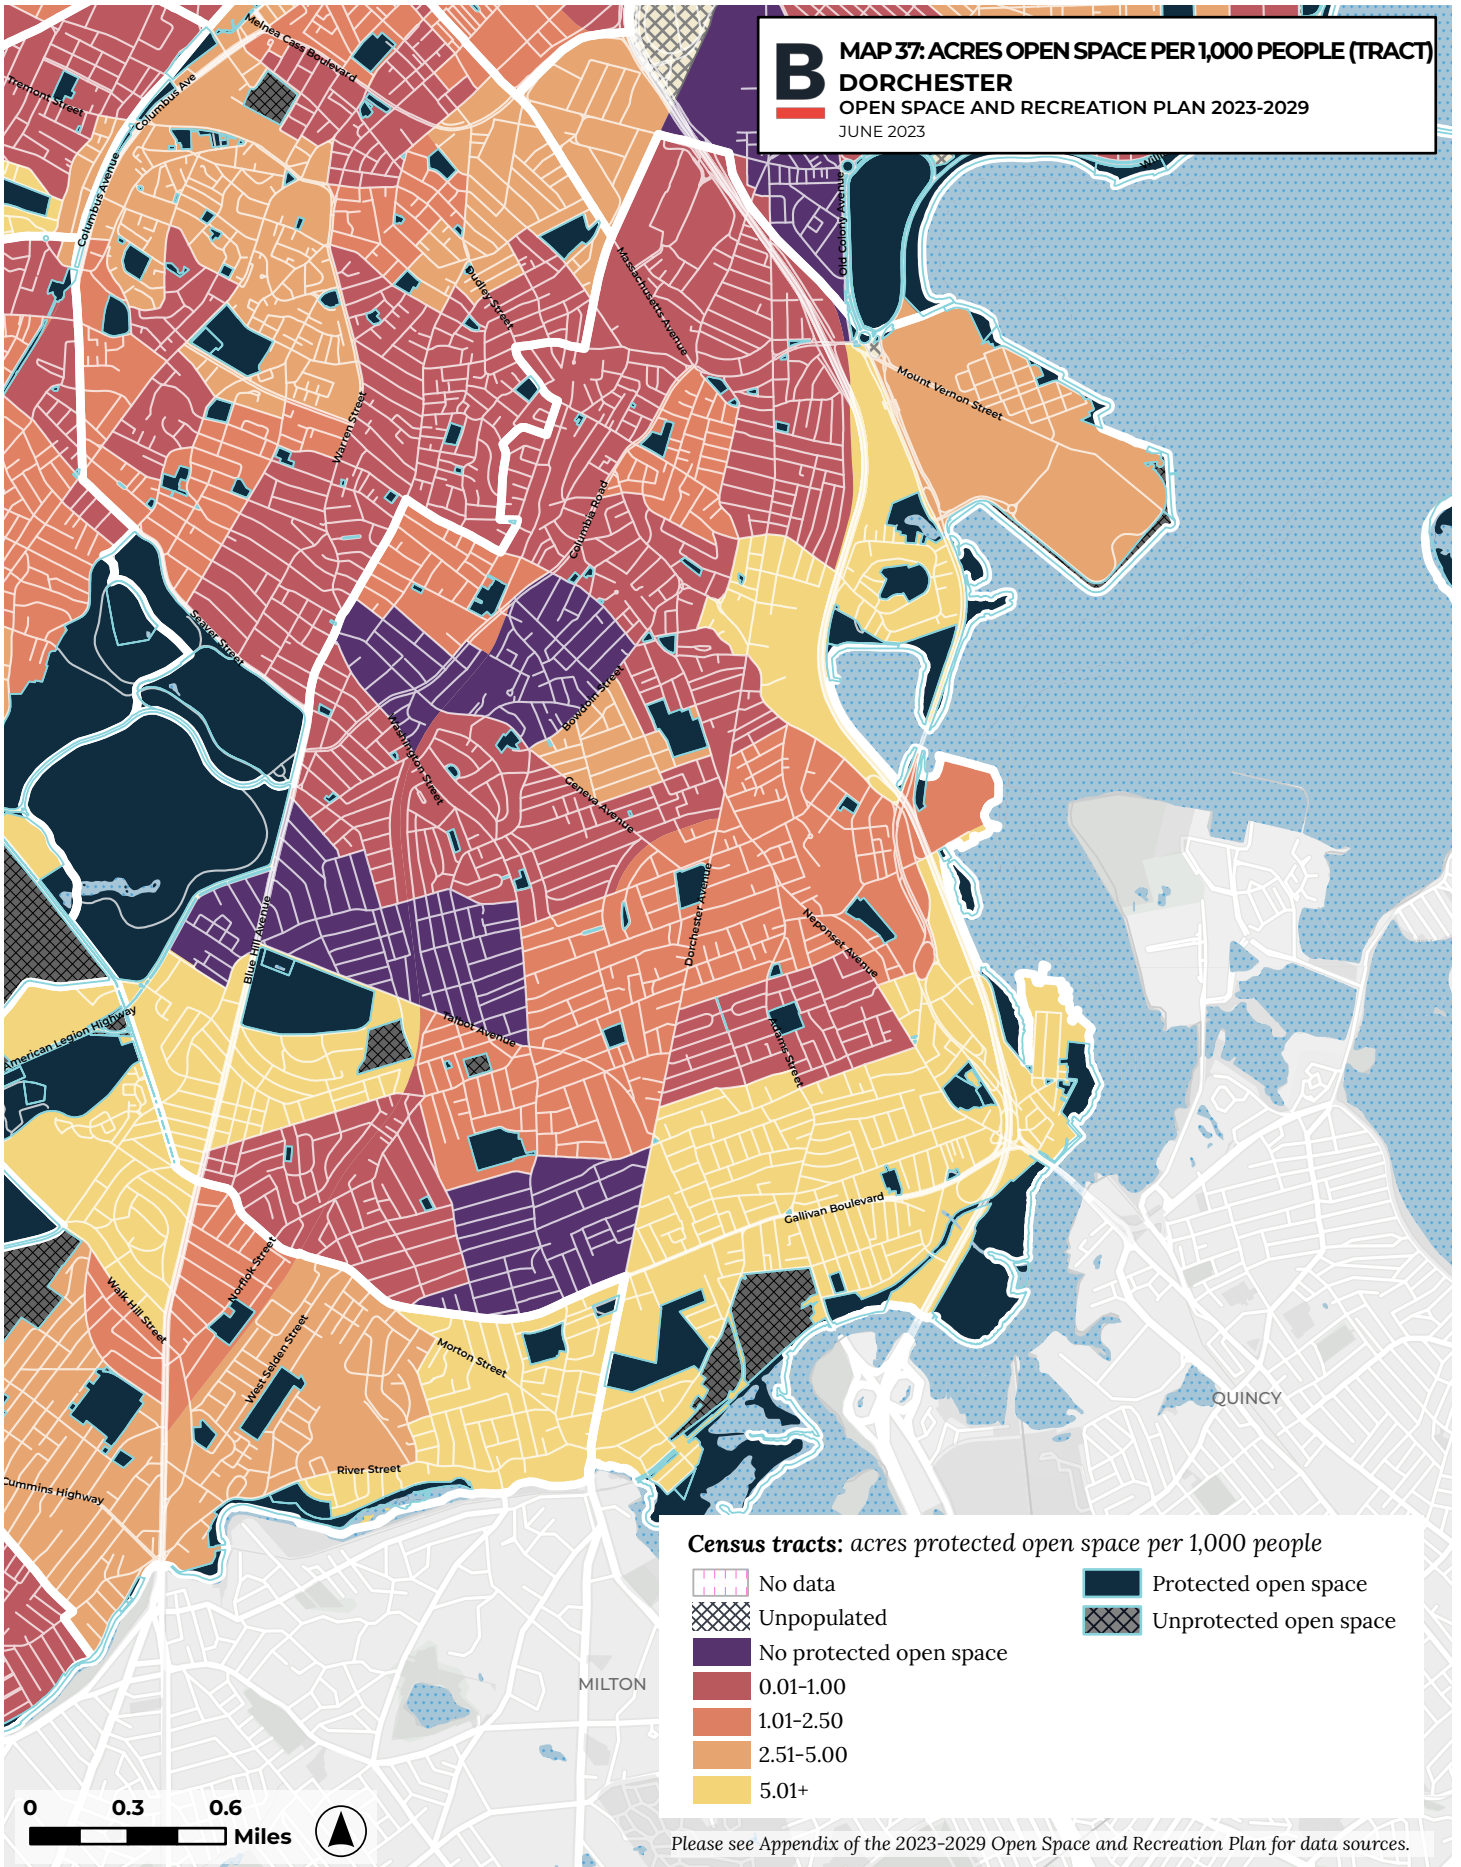 B
MAP 37: ACRES OPEN SPACE PER 1,000 PEOPLE (TRACT)
DORCHESTER
OPEN SPACE AND RECREATION PLAN 2023-2029
JUNE 2023
Melnea Cass Boulevard
Tremont Street
Columbus Ave
Columbus Avenue
Old Colony Avenue
Massachusetts Avenue
Dudley Street
Mount Vernon Street
Warren Street
Columbia Road
Seaver Street
Bowdoin Street
Washington Street
Geneva Avenue
Dorchester Avenue
Neponset Avenue
Blue Hill Avenue
American Legion Highway
Talbot Avenue
Adams Street
Gallivan Boulevard
Norflok Street
Walk Hill Street
West Selden Street
Morton Street
River Street
Cummins Highway
QUINCY
MILTON
Census tracts: acres protected open space per 1,000 people
No data
Unpopulated
No protected open space
0.01-1.00
1.01-2.50
2.51-5.00
5.01+
Protected open space
Unprotected open space
0 0.3 0.6
Miles
Please see Appendix of the 2023-2029 Open Space and Recreation Plan for data sources.